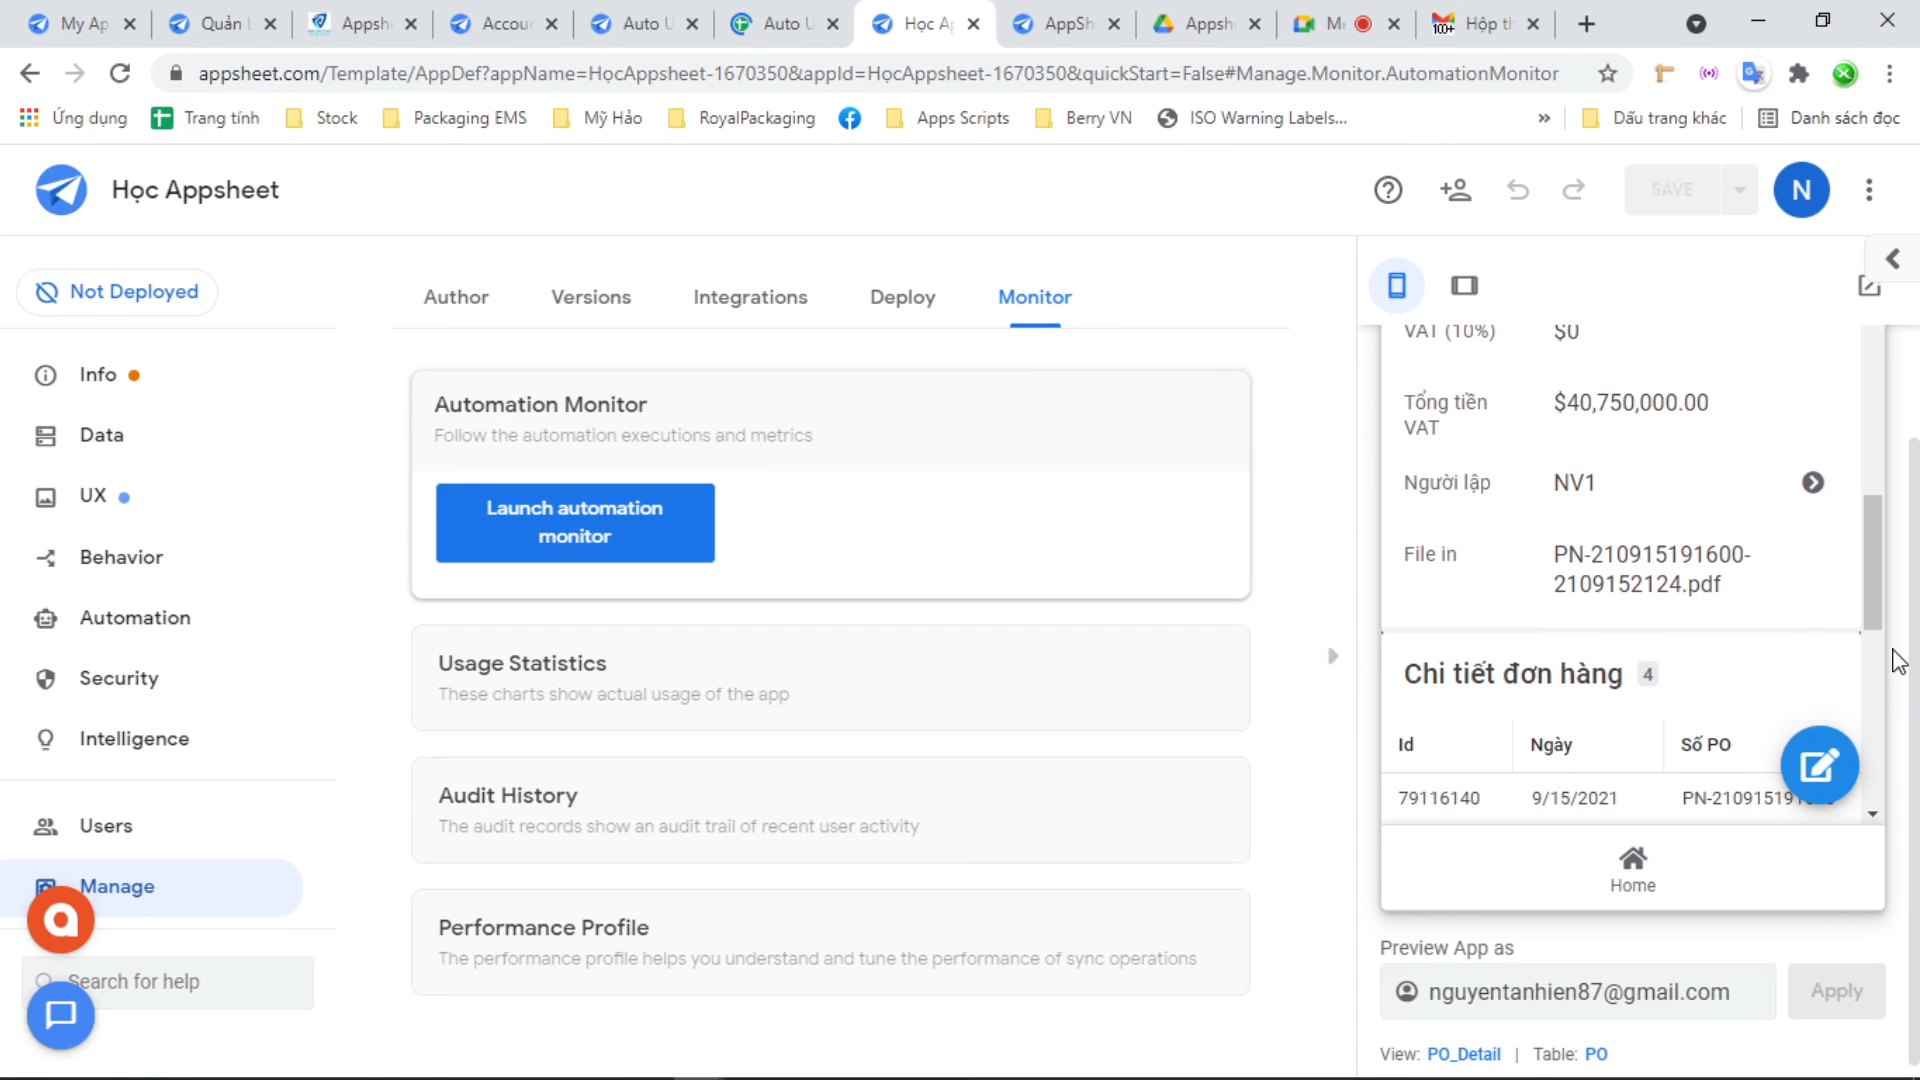 My Ap
Quản L
Appshe
Accou
Auto U
Auto U
Học Ap
AppSh
Appsh
Me
Hộp th
100+
appsheet.com/Template/AppDef?appName=HọcAppsheet-1670350&appId=HọcAppsheet-1670350&quickStart=False#Manage.Monitor.AutomationMonitor
Ứng dụng
Trang tính
Stock
Packaging EMS
Mỹ Hảo
RoyalPackaging
Apps Scripts
Berry VN
ISO Warning Labels...
»
Dấu trang khác
Danh sách đọc
Học Appsheet
SAVE
N
Not Deployed
Info
Data
UX
Behavior
Automation
Security
Intelligence
Users
Manage
Search for help
Author
Versions
Integrations
Deploy
Monitor
Automation Monitor
Follow the automation executions and metrics
Launch automation
monitor
Usage Statistics
These charts show actual usage of the app
Audit History
The audit records show an audit trail of recent user activity
Performance Profile
The performance profile helps you understand and tune the performance of sync operations
VAT (10%) $0
Tổng tiền
VAT
$40,750,000.00
Người lập NV1
File in
PN-210915191600-
2109152124.pdf
Chi tiết đơn hàng 4
Id Ngày Số PO
79116140 9/15/2021 PN-21091519
Home
Preview App as
nguyentanhien87@gmail.com
Apply
View: PO_Detail | Table: PO